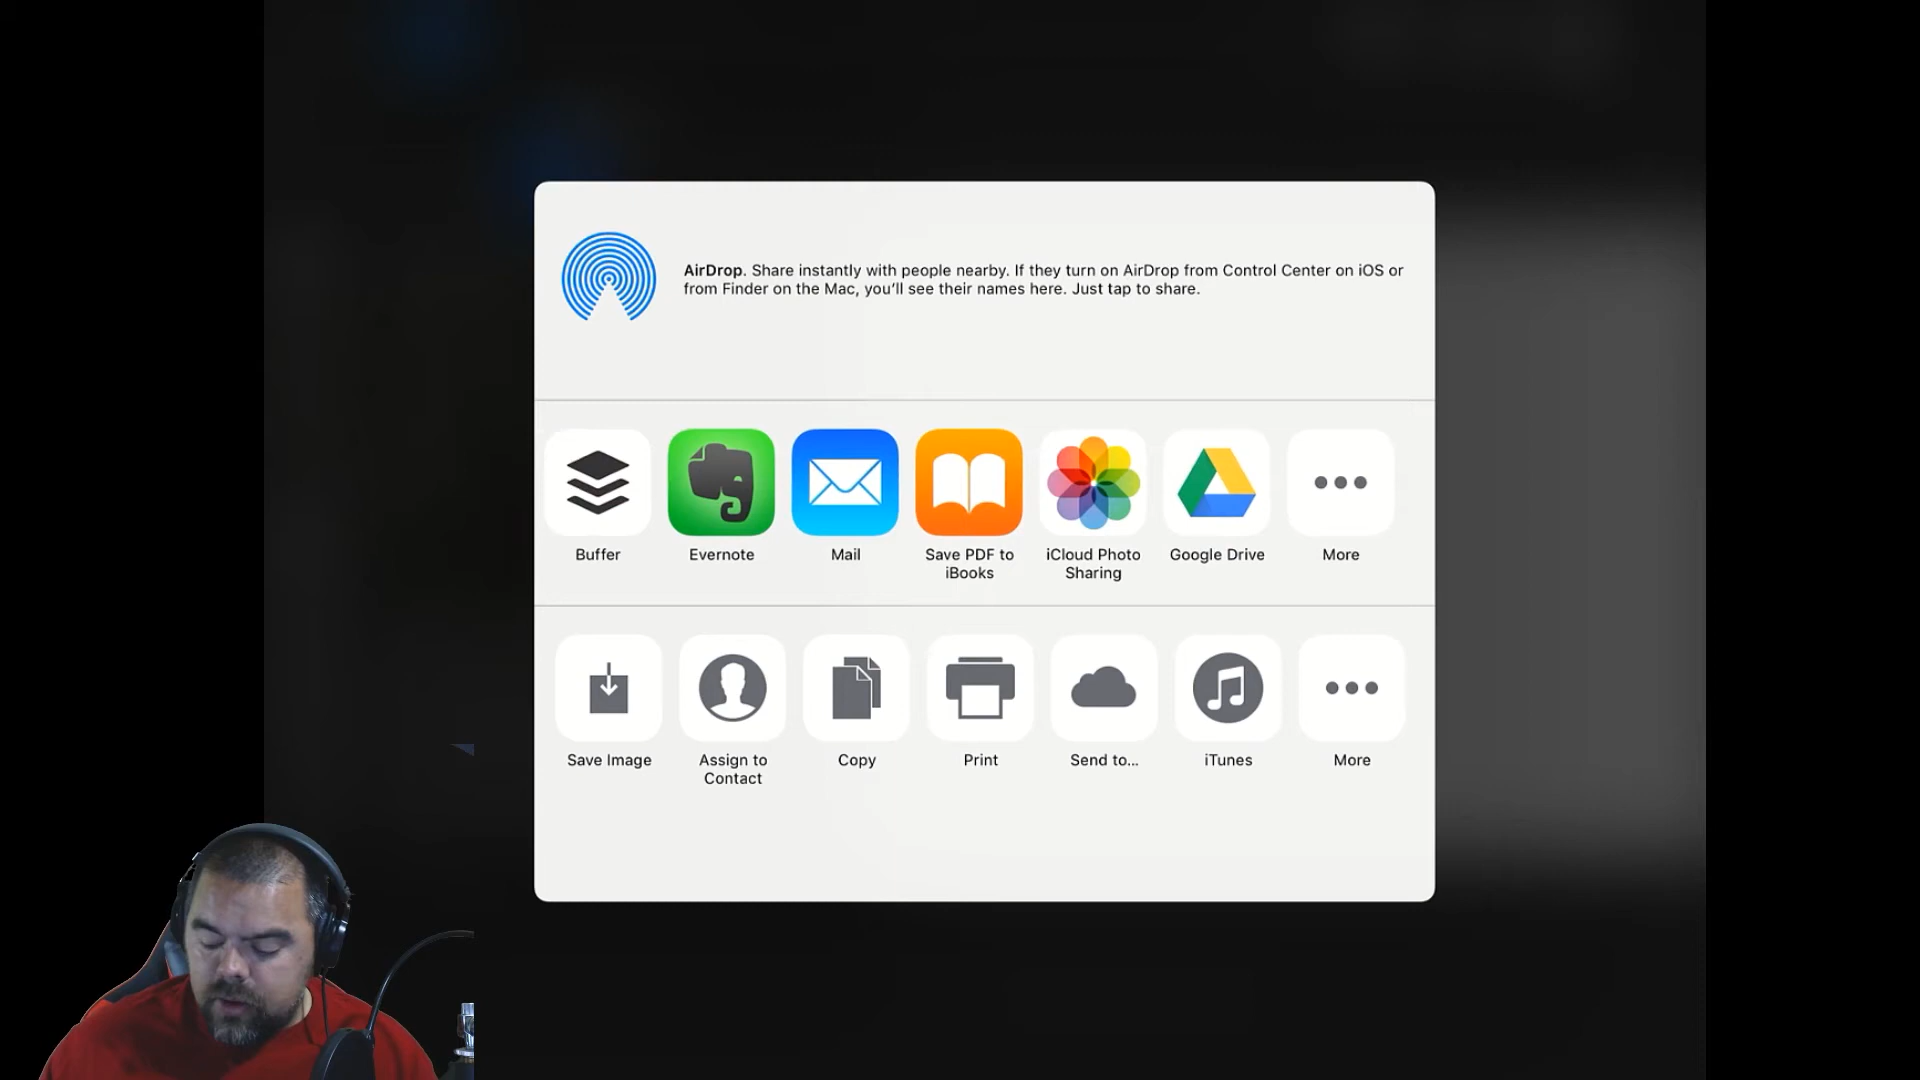 AirDrop. Share instantly with people nearby. If they turn on AirDrop from Control Center on iOS or
from Finder on the Mac, you'll see their names here. Just tap to share.
Buffer
Evernote
Mail
Save PDF to
iBooks
iCloud Photo
Sharing
Google Drive
More
Save Image
Assign to
Contact
Copy
Print
Send to...
iTunes
More